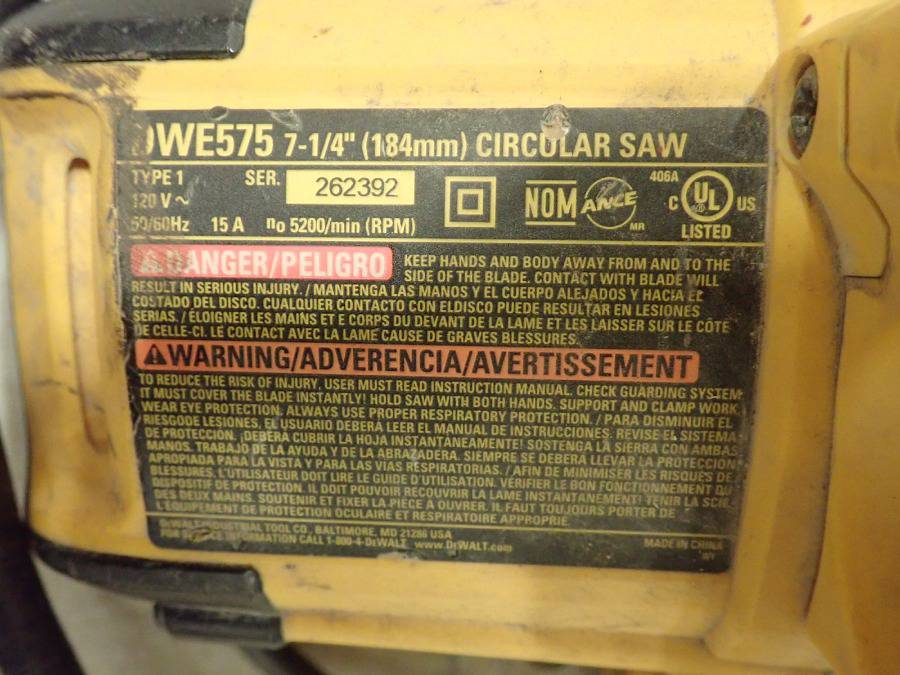 DWE575 7-1/4" (184mm) CIRCULAR SAW
TYPE 1 SER. 262392 406A
120 V ~ NOM ANCE C UL US
50/60Hz 15 A no 5200/min (RPM) MR LISTED
DANGER/PELIGRO KEEP HANDS AND BODY AWAY FROM AND TO THE
SIDE OF THE BLADE. CONTACT WITH BLADE WILL
RESULT IN SERIOUS INJURY. / MANTENGA LAS MANOS Y EL CUERPO ALEJADOS Y HACIA EL
COSTADO DEL DISCO. CUALQUIER CONTACTO CON ELDISCO PUEDE RESULTAR EN LESIONES
SERIAS. / ÉLOIGNER LES MAINS ET E CORPS DU DEVANT DE LA LAME ET LES LAISSER SUR LE CÔTE
DE CELLE-CI. LE CONTACT AVEC LA LAME CAUSE DE GRAVES BLESSURES.
WARNING/ADVERENCIA/AVERTISSEMENT
TO REDUCE THE RISK OF INJURY, USER MUST READ INSTRUCTION MANUAL. CHECK GUARDING SYSTEM-
IT MUST COVER THE BLADE INSTANTLY! HOLD SAW WITH BOTH HANDS. SUPPORT AND CLAMP WORK.
WEAR EYE PROTECTION. ALWAYS USE PROPER RESPIRATORY PROTECTION. / PARA DISMINUIR EL
RIESGODE LESIONES, EL USUARIO DEBERA LEER EL MANUAL DE INSTRUCCIONES. REVISE EL SISTEMA
DE PROTECCION. ¡DEBERA CUBRIR LA HOJA INSTANTANEAMENTE! SOSTENGA LA SIERRA CON AMBAS
MANOS. TRABAJO DE LA AYUDA Y DE LA ABRAZADERA. SIEMPRE SE DEBERA LLEVAR LA PROTECCION
APROPIADA PARA LA VISTA Y PARA LAS VIAS RESPIRATORIAS. / AFIN DE MINIMISER LES RISQUES DE
BLESSURES. L'UTILISATEUR DOIT LIRE LE GUIDE D'UTILISATION. VÉRIFIER LE BON FONCTIONNEMENT DU
DISPOSITIF DE PROTECTION. IL DOIT POUVOIR RECOUVRIR LA LAME INSTANTANÉMENT! TENIR LA SCIE
DES DEUX MAINS. SOUTENIR ET FIXER LA PIÈCE À OUVRER. IL FAUT TOUJOURS PORTER DE
L'ÉQUIPEMENT DE PROTECTION OCULAIRE ET RESPIRATOIRE APPROPRIE.
DEWALT INDUSTRIAL TOOL CO., BALTIMORE, MD 21286 USA
FOR SERVICE INFORMATION CALL 1-800-4-DEWALT www.DEWALT.com MADE IN CHINA